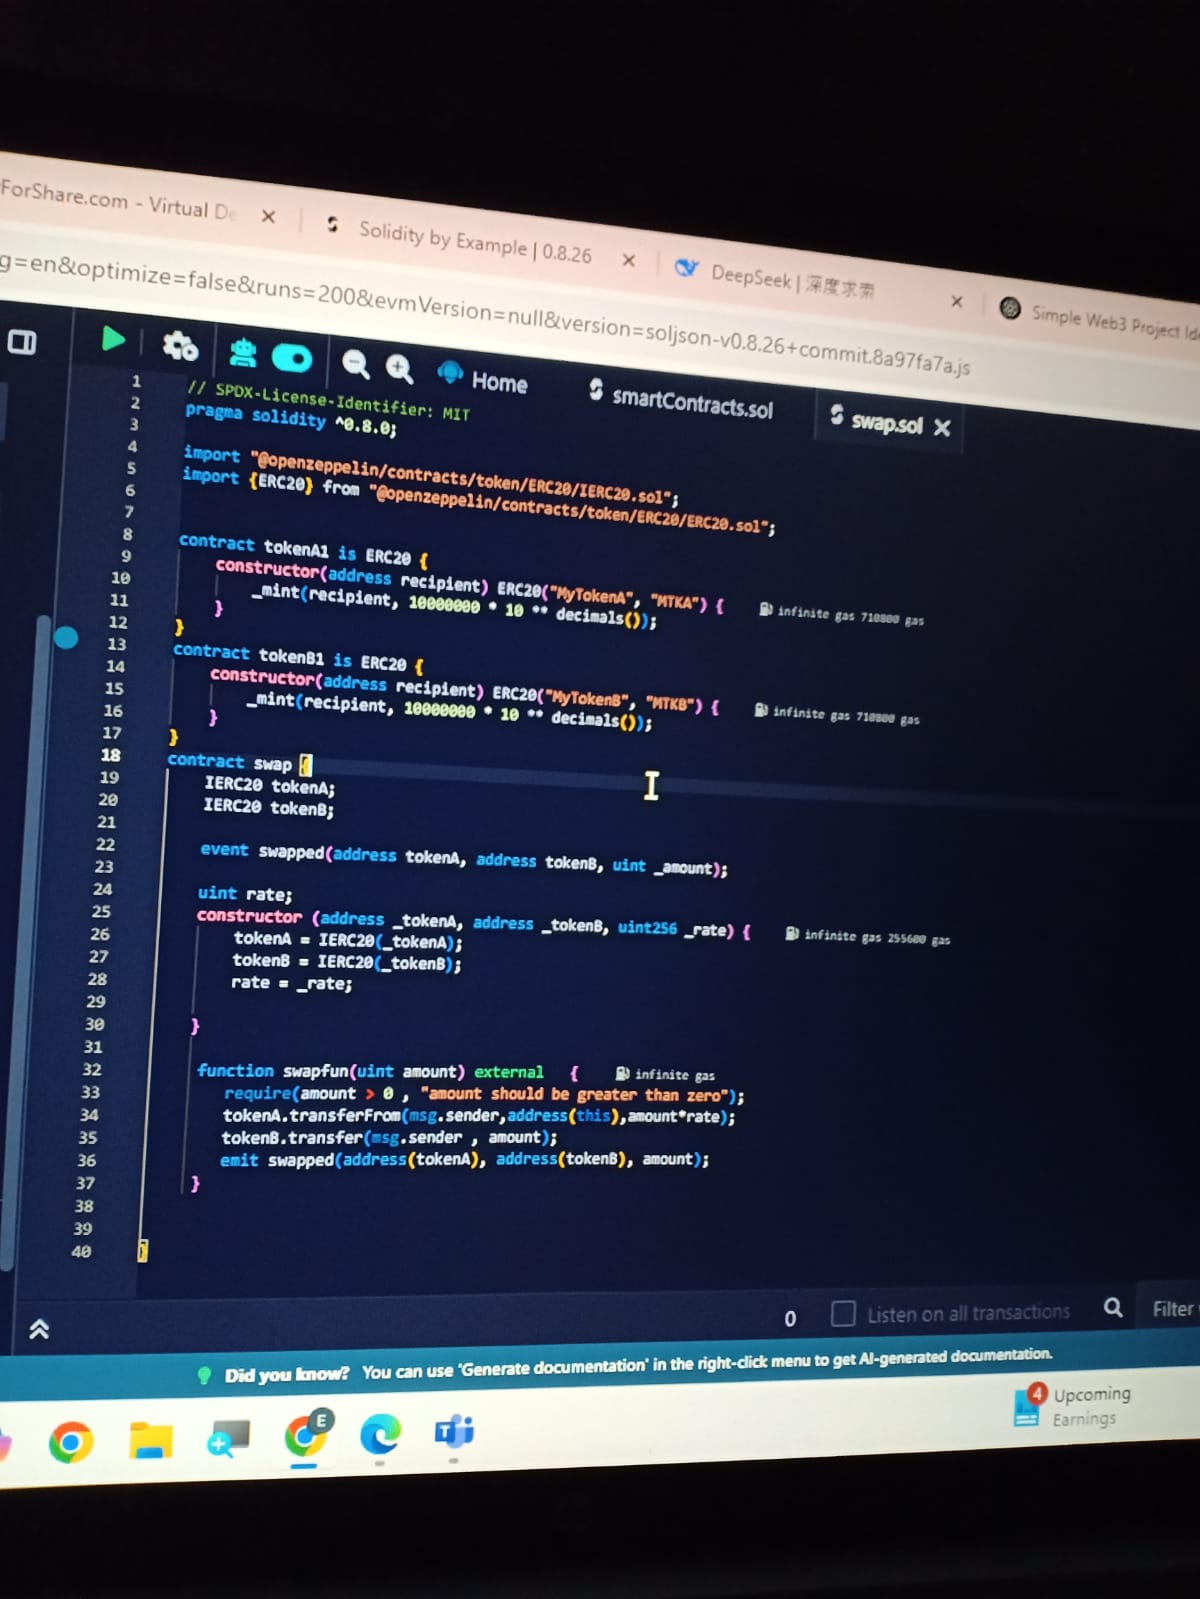 ForShare.com - Virtual De
Solidity by Example | 0.8.26
DeepSeek | 深度求索
Simple Web3 Project Id
g=en&optimize=false&runs=200&evmVersion=null&version=soljson-v0.8.26+commit.8a97fa7a.js
Home
smartContracts.sol
swap.sol
1 // SPDX-License-Identifier: MIT
2 pragma solidity ^0.8.0;
3
4 import "@openzeppelin/contracts/token/ERC20/IERC20.sol";
5 import {ERC20} from "@openzeppelin/contracts/token/ERC20/ERC20.sol";
6
7
8 contract tokenA1 is ERC20 {
9 constructor(address recipient) ERC20("MyTokenA", "MTKA") { infinite gas 710800 gas
10 _mint(recipient, 10000000 * 10 ** decimals());
11 }
12 }
13 contract tokenB1 is ERC20 {
14 constructor(address recipient) ERC20("MyTokenB", "MTKB") { infinite gas 710800 gas
15 _mint(recipient, 10000000 * 10 ** decimals());
16 }
17 }
18 contract swap {
19 IERC20 tokenA;
20 IERC20 tokenB;
21
22 event swapped(address tokenA, address tokenB, uint _amount);
23
24 uint rate;
25 constructor (address _tokenA, address _tokenB, uint256 _rate) { infinite gas 255600 gas
26 tokenA = IERC20(_tokenA);
27 tokenB = IERC20(_tokenB);
28 rate = _rate;
29
30 }
31
32 function swapfun(uint amount) external { infinite gas
33 require(amount > 0 , "amount should be greater than zero");
34 tokenA.transferFrom(msg.sender,address(this),amount*rate);
35 tokenB.transfer(msg.sender , amount);
36 emit swapped(address(tokenA), address(tokenB), amount);
37 }
38
39
40 }
0 Listen on all transactions Filter
Did you know? You can use 'Generate documentation' in the right-click menu to get AI-generated documentation.
E
T
4
Upcoming
Earnings